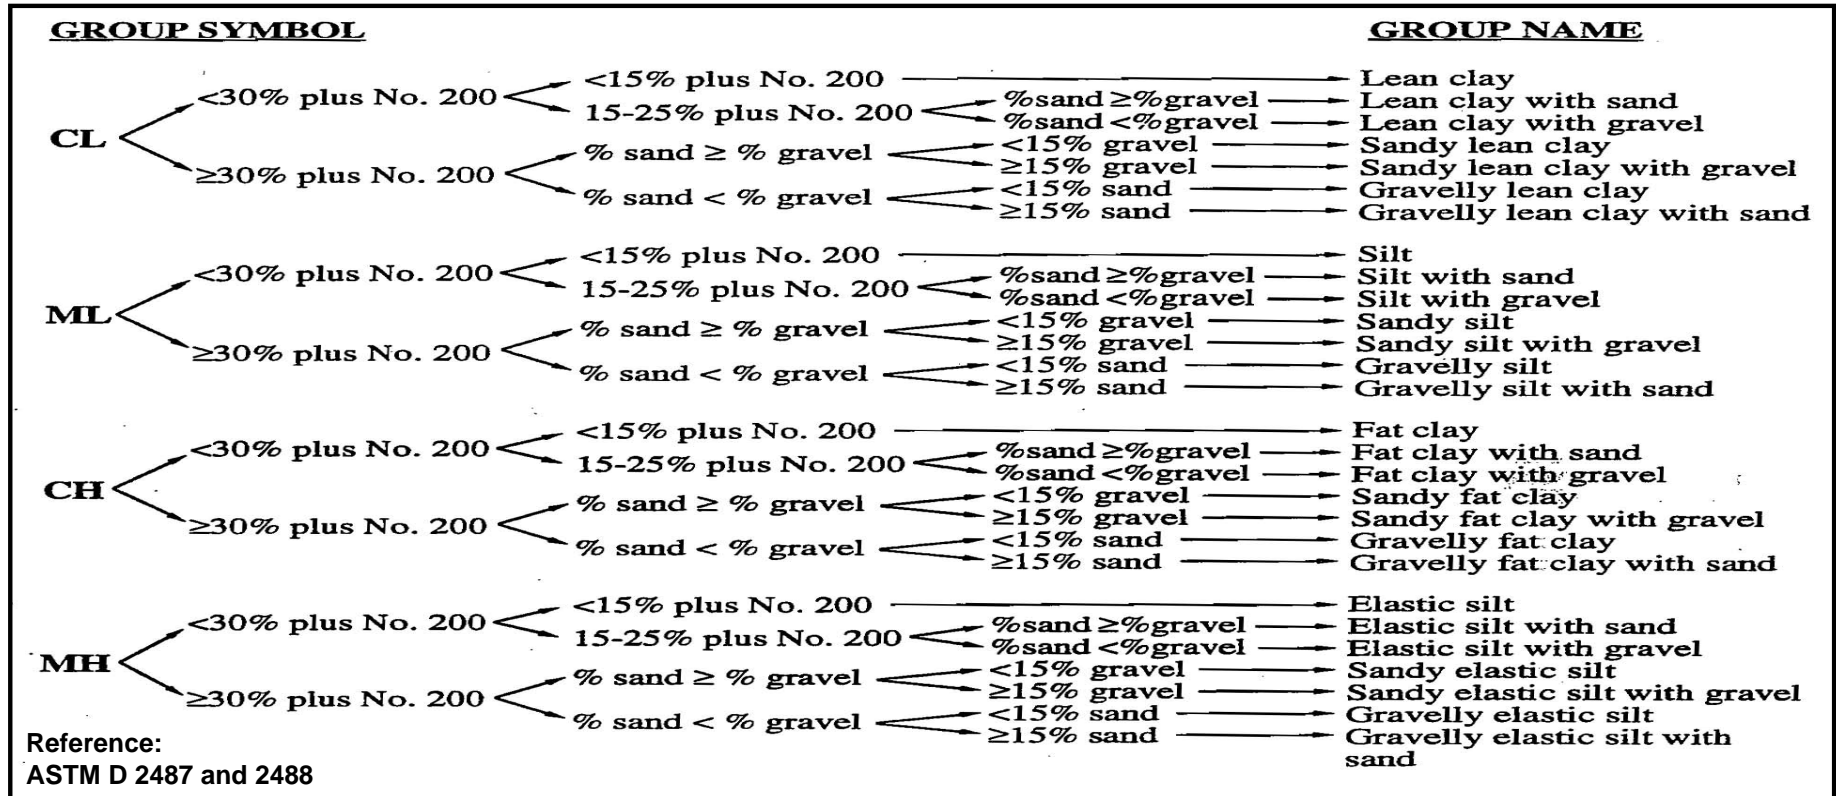 GROUP SYMBOL GROUP NAME
<15% plus No. 200 Lean clay
<30% plus No. 200
15-25% plus No. 200 %sand ≥%gravel Lean clay with sand
%sand <%gravel Lean clay with gravel
CL
≥30% plus No. 200
% sand ≥ % gravel <15% gravel Sandy lean clay
≥15% gravel Sandy lean clay with gravel
% sand < % gravel <15% sand Gravelly lean clay
≥15% sand Gravelly lean clay with sand
<15% plus No. 200 Silt
<30% plus No. 200
15-25% plus No. 200 %sand ≥%gravel Silt with sand
%sand <%gravel Silt with gravel
ML
≥30% plus No. 200
% sand ≥ % gravel <15% gravel Sandy silt
≥15% gravel Sandy silt with gravel
% sand < % gravel <15% sand Gravelly silt
≥15% sand Gravelly silt with sand
<15% plus No. 200 Fat clay
<30% plus No. 200
15-25% plus No. 200 %sand ≥%gravel Fat clay with sand
%sand <%gravel Fat clay with gravel
CH
≥30% plus No. 200
% sand ≥ % gravel <15% gravel Sandy fat clay
≥15% gravel Sandy fat clay with gravel
% sand < % gravel <15% sand Gravelly fat clay
≥15% sand Gravelly fat clay with sand
<15% plus No. 200 Elastic silt
<30% plus No. 200
15-25% plus No. 200 %sand ≥%gravel Elastic silt with sand
%sand <%gravel Elastic silt with gravel
MH
≥30% plus No. 200
% sand ≥ % gravel <15% gravel Sandy elastic silt
≥15% gravel Sandy elastic silt with gravel
% sand < % gravel <15% sand Gravelly elastic silt
≥15% sand Gravelly elastic silt with
sand
Reference:
ASTM D 2487 and 2488